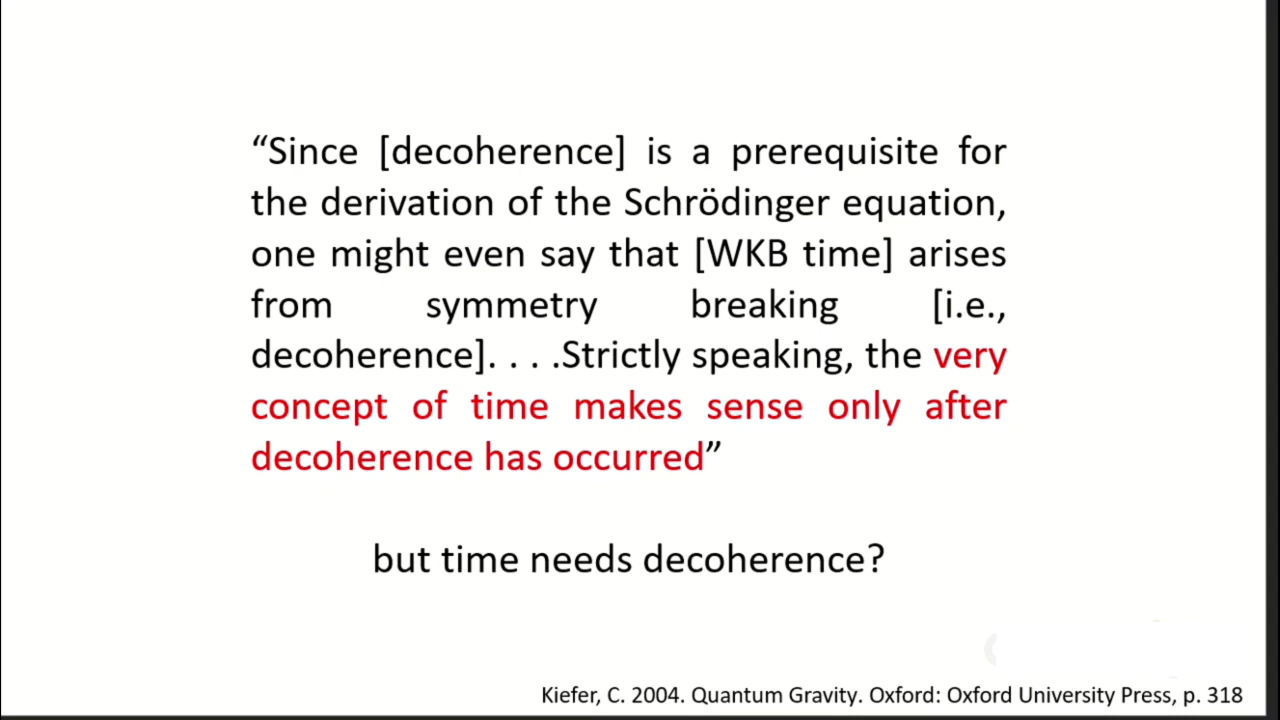 “Since [decoherence] is a prerequisite for
the derivation of the Schrödinger equation,
one might even say that [WKB time] arises
from symmetry breaking [i.e.,
decoherence]. . . .Strictly speaking, the very
concept of time makes sense only after
decoherence has occurred”
but time needs decoherence?
Kiefer, C. 2004. Quantum Gravity. Oxford: Oxford University Press, p. 318